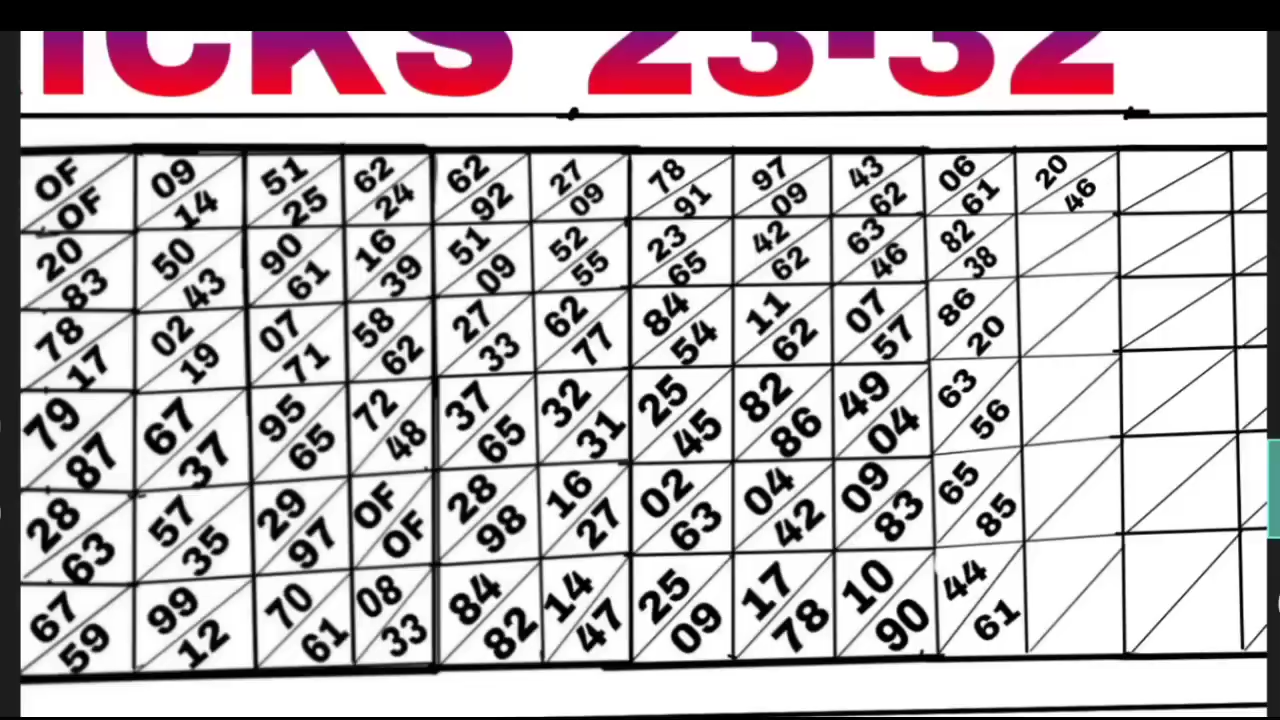 ICKS 23-32
OF OF 09 14 51 25 62 24 62 92 27 09 78 91 97 09 43 62 06 61 20 46
20 83 50 43 90 61 16 39 51 09 52 55 23 65 42 62 63 46 82 38
78 17 02 19 07 71 58 62 27 33 62 77 84 54 11 62 07 57 86 20
79 87 67 37 95 65 72 48 37 65 32 31 25 45 82 86 49 04 63 56
28 63 57 35 29 97 OF OF 28 98 16 27 02 63 04 42 09 83 65 85
67 59 99 12 70 61 08 33 84 82 14 47 25 09 17 78 10 90 44 61